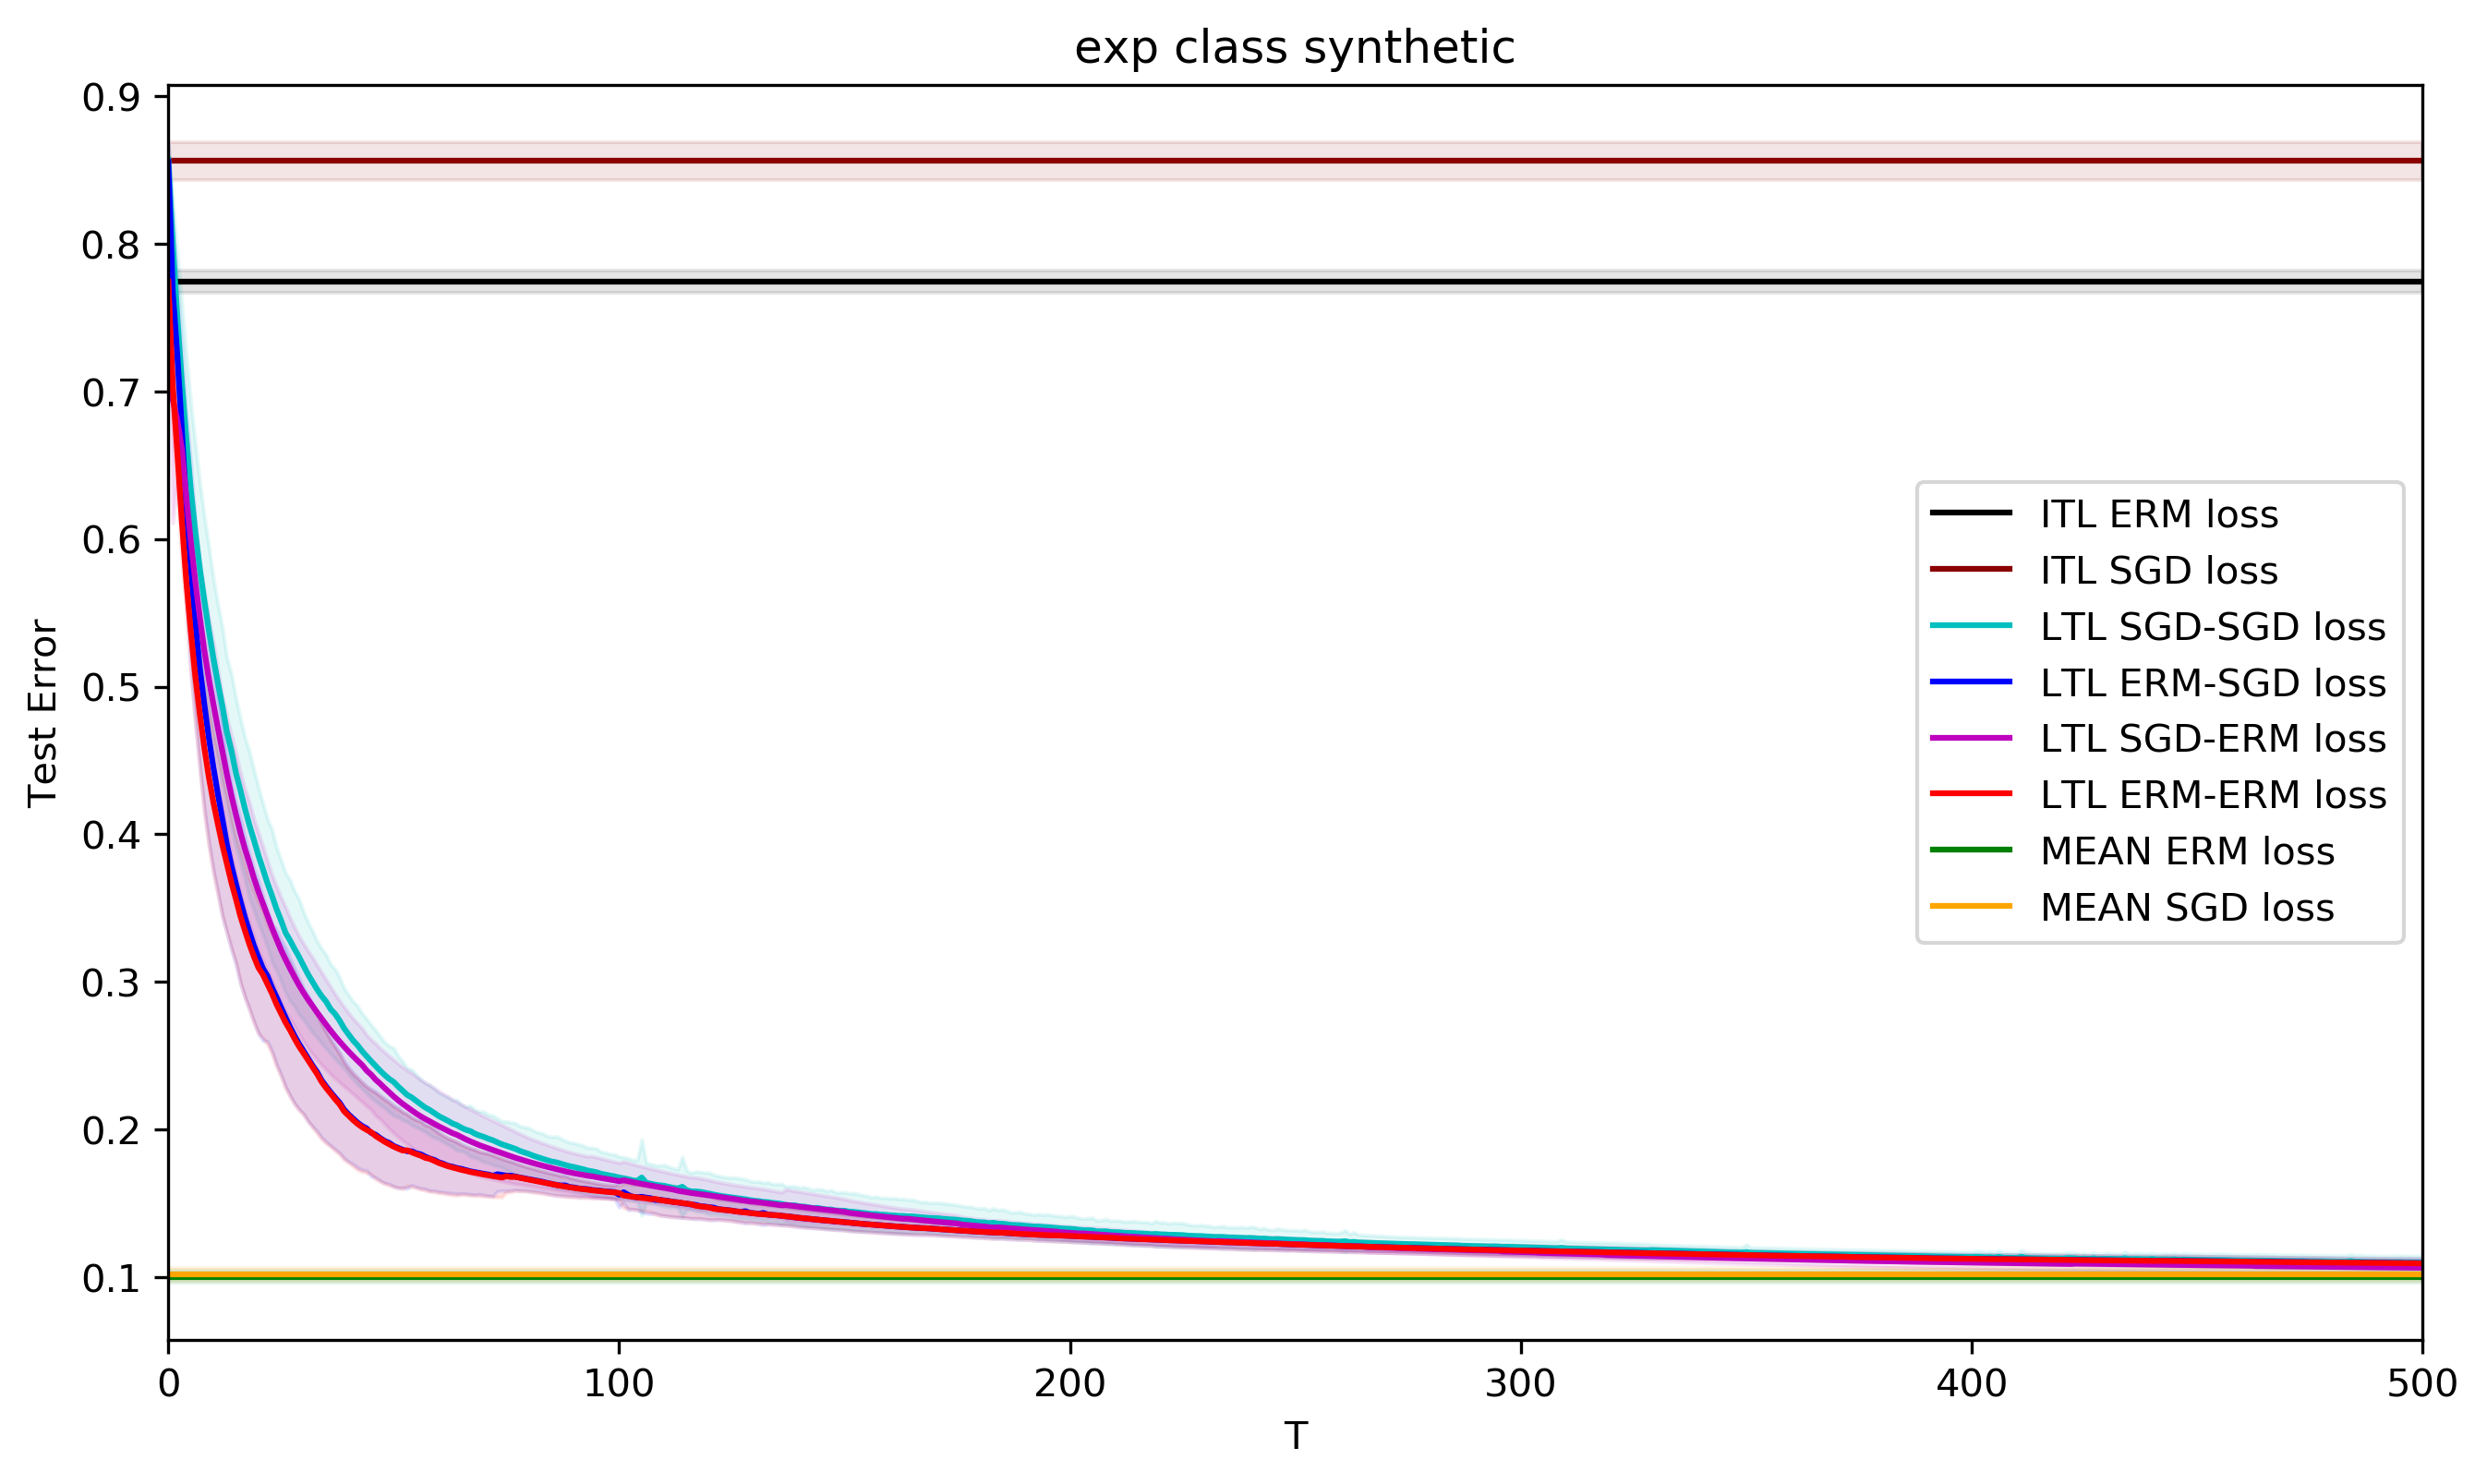 exp class synthetic
0.9
0.8
0.7
0.6
0.5
0.4
0.3
0.2
0.1
Test Error
ITL ERM loss
ITL SGD loss
LTL SGD-SGD loss
LTL ERM-SGD loss
LTL SGD-ERM loss
LTL ERM-ERM loss
MEAN ERM loss
MEAN SGD loss
0 100 200 300 400 500
T